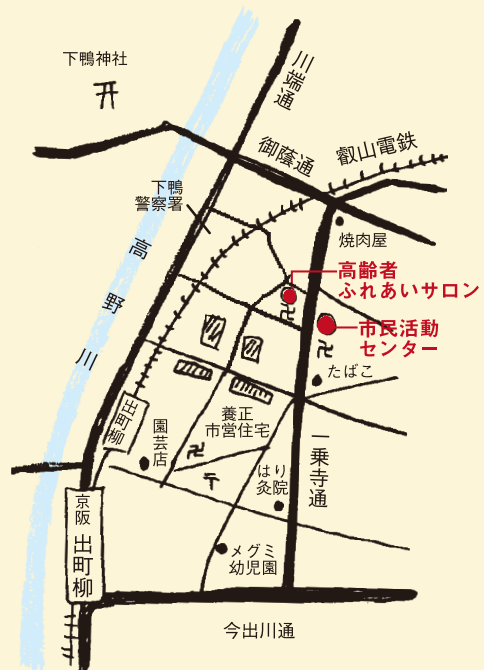 下鴨神社
川端通
御蔭通
叡山電鉄
下鴨
警察署
焼肉屋
高野川
高齢者
ふれあいサロン
市民活動
センター
たばこ
養正
市営住宅
園芸店
一乗寺通
はり
灸院
京阪
出町柳
メグミ
幼児園
今出川通